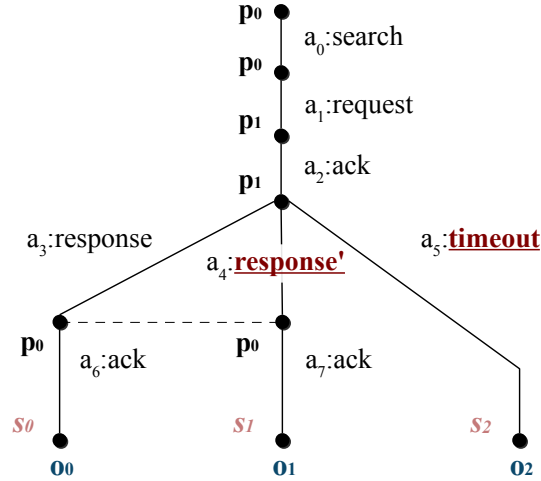 p₀
a₀:search
p₀
a₁:request
p₁
a₂:ack
p₁
a₃:response
a₄:response'
a₅:timeout
p₀
a₆:ack
p₀
a₇:ack
s₀
s₁
s₂
o₀
o₁
o₂